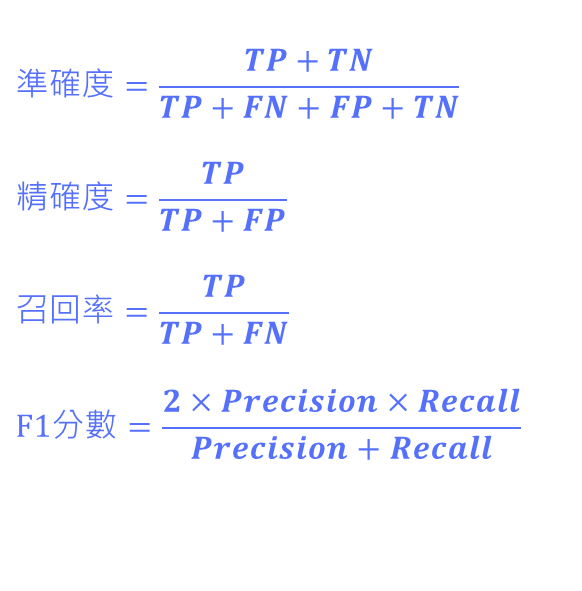 準確度 = (TP + TN) / (TP + FN + FP + TN)
精確度 = TP / (TP + FP)
召回率 = TP / (TP + FN)
F1分數 = (2 × Precision × Recall) / (Precision + Recall)